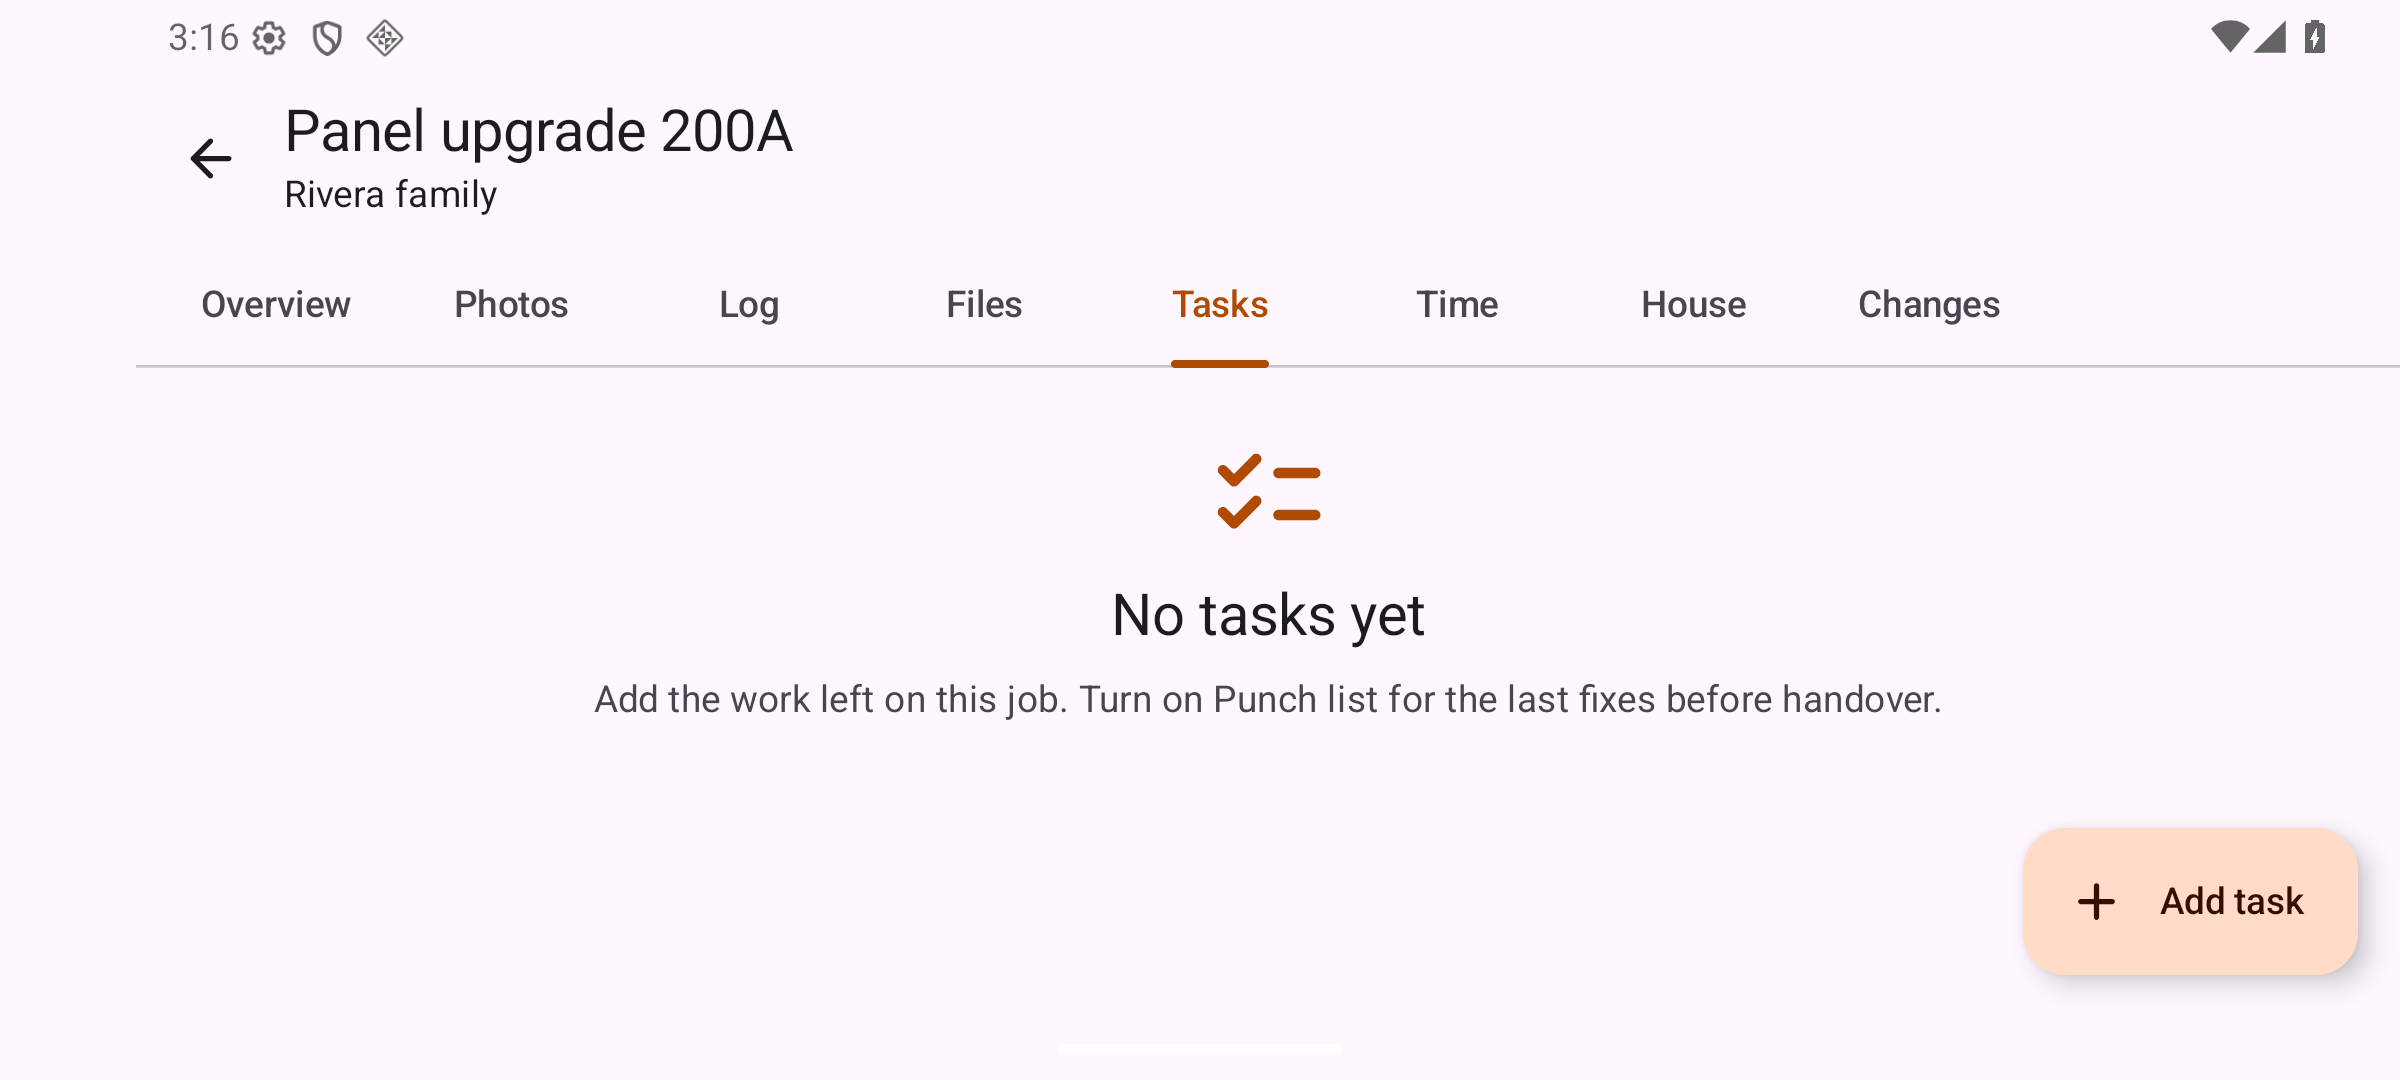 3:16
Panel upgrade 200A
Rivera family
Overview Photos Log Files Tasks Time House Changes
No tasks yet
Add the work left on this job. Turn on Punch list for the last fixes before handover.
Add task